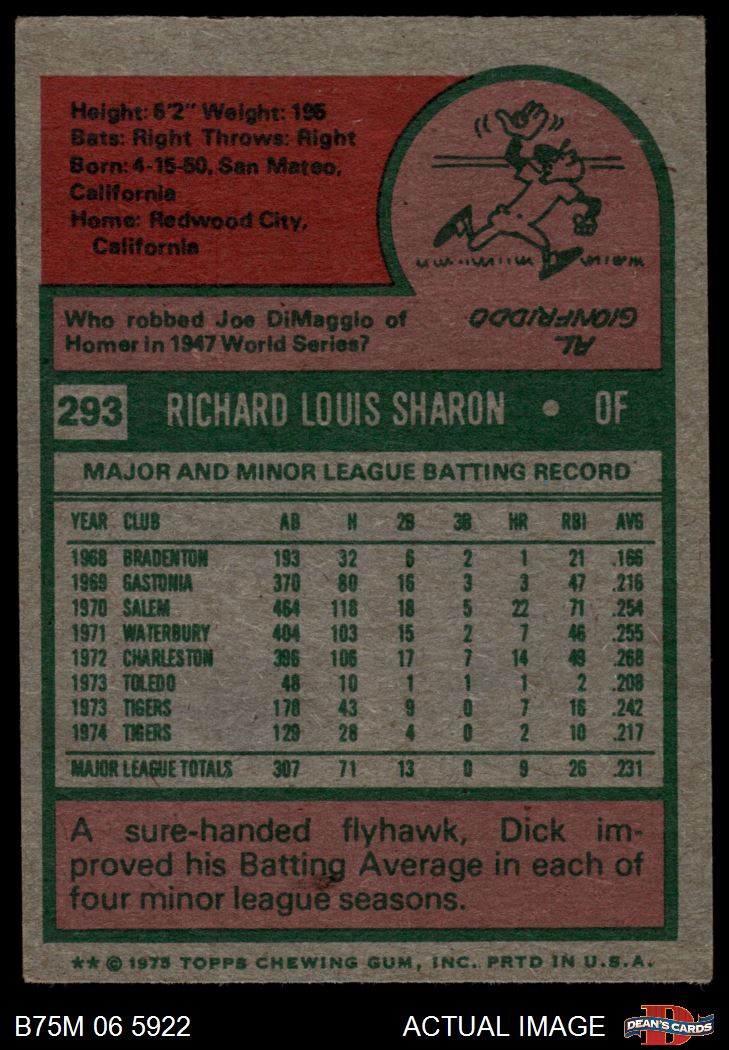 Height: 6'2" Weight: 195
Bats: Right Throws: Right
Born: 4-15-50, San Mateo,
California
Home: Redwood City,
California
Who robbed Joe DiMaggio of
Homer in 1947 World Series?
AL
GIONFRIDDO
293 RICHARD LOUIS SHARON • OF
MAJOR AND MINOR LEAGUE BATTING RECORD
YEAR CLUB AB H 2B 3B HR RBI AVG
1968 BRADENTON 193 32 6 2 1 21 .166
1969 GASTONIA 370 80 16 3 3 47 .216
1970 SALEM 464 118 18 5 22 71 .254
1971 WATERBURY 404 103 15 2 7 46 .255
1972 CHARLESTON 396 106 17 7 14 49 .268
1973 TOLEDO 48 10 1 1 1 2 .208
1973 TIGERS 178 43 9 0 7 16 .242
1974 TIGERS 129 28 4 0 2 10 .217
MAJOR LEAGUE TOTALS 307 71 13 0 9 26 .231
A sure-handed flyhawk, Dick im-
proved his Batting Average in each of
four minor league seasons.
** © 1975 TOPPS CHEWING GUM, INC. PRTD IN U.S.A.
B75M 06 5922 ACTUAL IMAGE DEAN'S CARDS